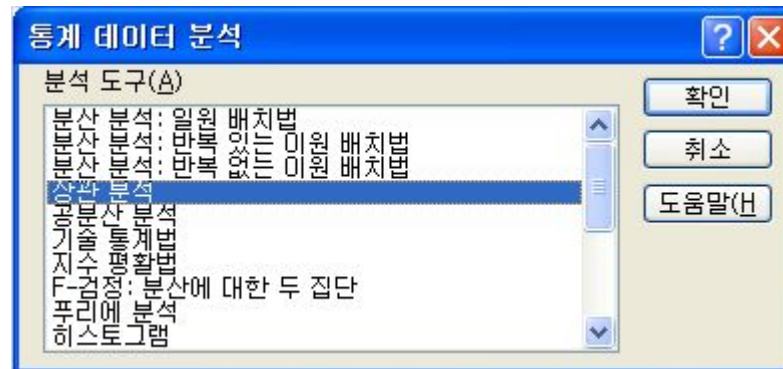 통계 데이터 분석
분석 도구(A)
분산 분석: 일원 배치법
분산 분석: 반복 있는 이원 배치법
분산 분석: 반복 없는 이원 배치법
상관 분석
공분산 분석
기술 통계법
지수 평활법
F-검정: 분산에 대한 두 집단
푸리에 분석
히스토그램
확인
취소
도움말(H